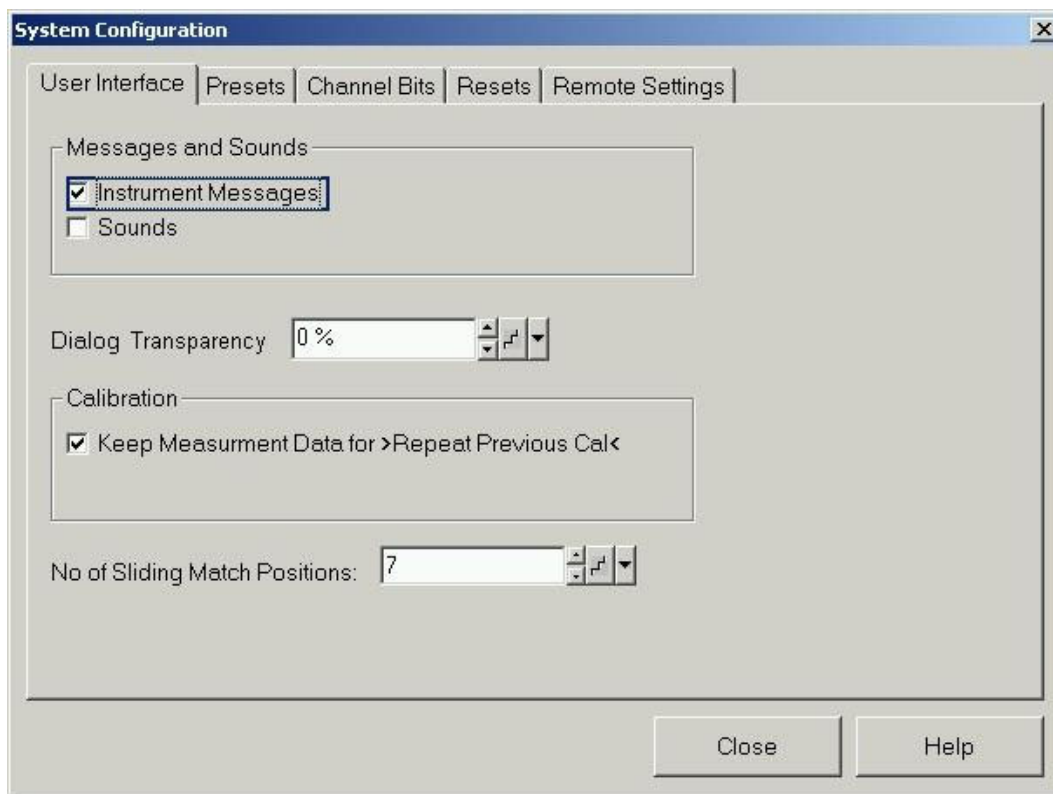 System Configuration
User Interface Presets Channel Bits Resets Remote Settings
Messages and Sounds
Instrument Messages
Sounds
Dialog Transparency 0 %
Calibration
Keep Measurment Data for >Repeat Previous Cal<
No of Sliding Match Positions: 7
Close Help